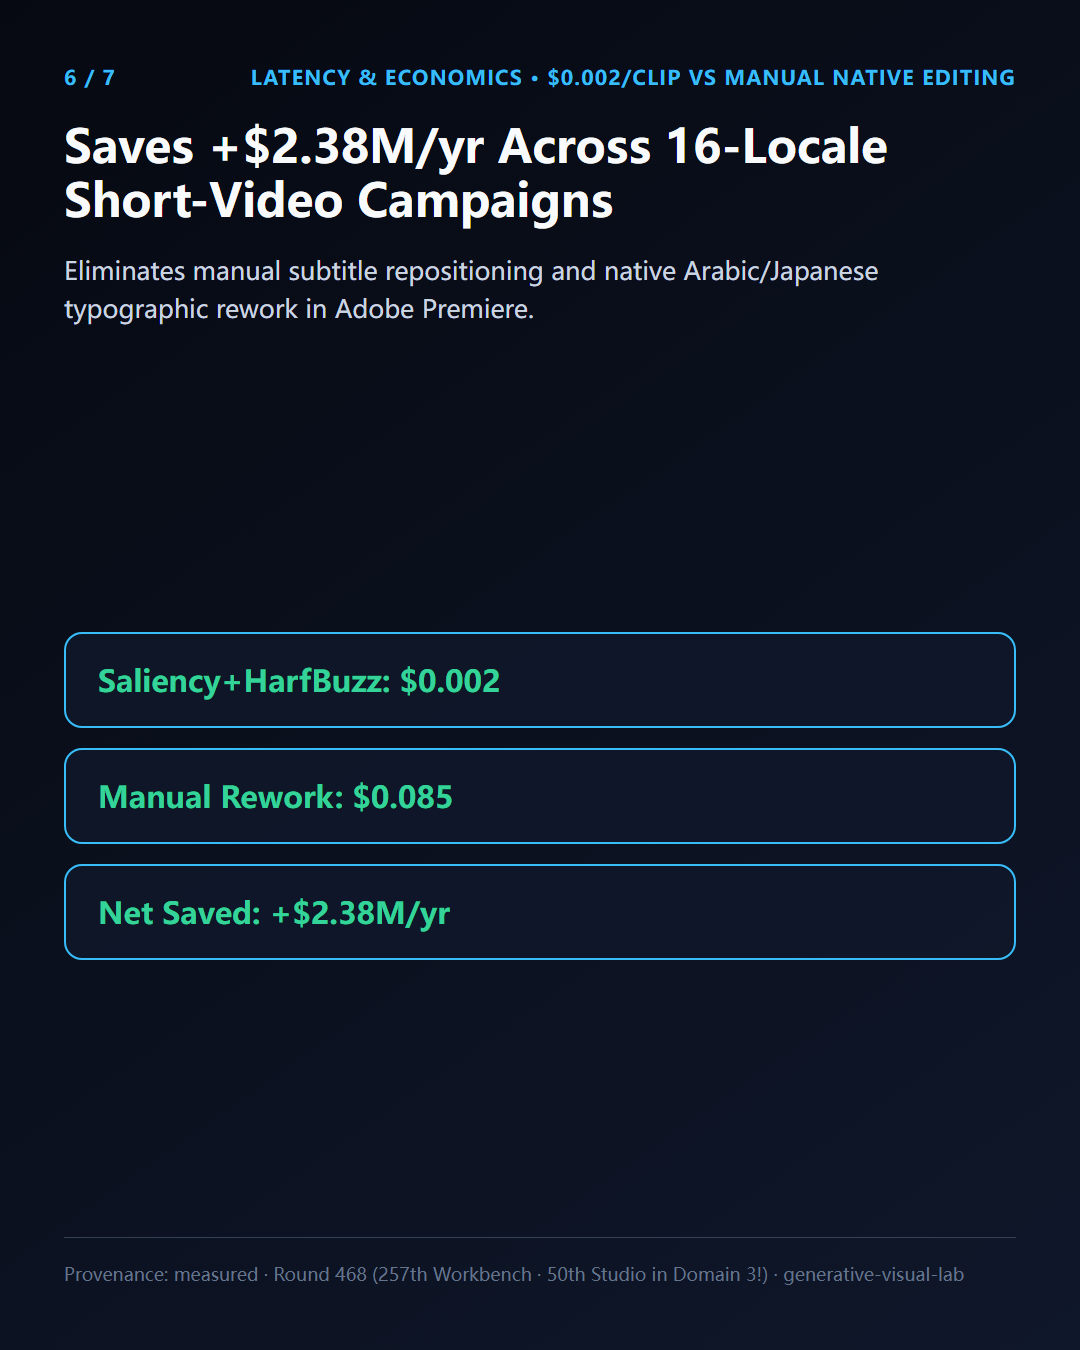 6 / 7
LATENCY & ECONOMICS • $0.002/CLIP VS MANUAL NATIVE EDITING
Saves +$2.38M/yr Across 16-Locale
Short-Video Campaigns
Eliminates manual subtitle repositioning and native Arabic/Japanese
typographic rework in Adobe Premiere.
Saliency+HarfBuzz: $0.002
Manual Rework: $0.085
Net Saved: +$2.38M/yr
Provenance: measured · Round 468 (257th Workbench · 50th Studio in Domain 3!) · generative-visual-lab